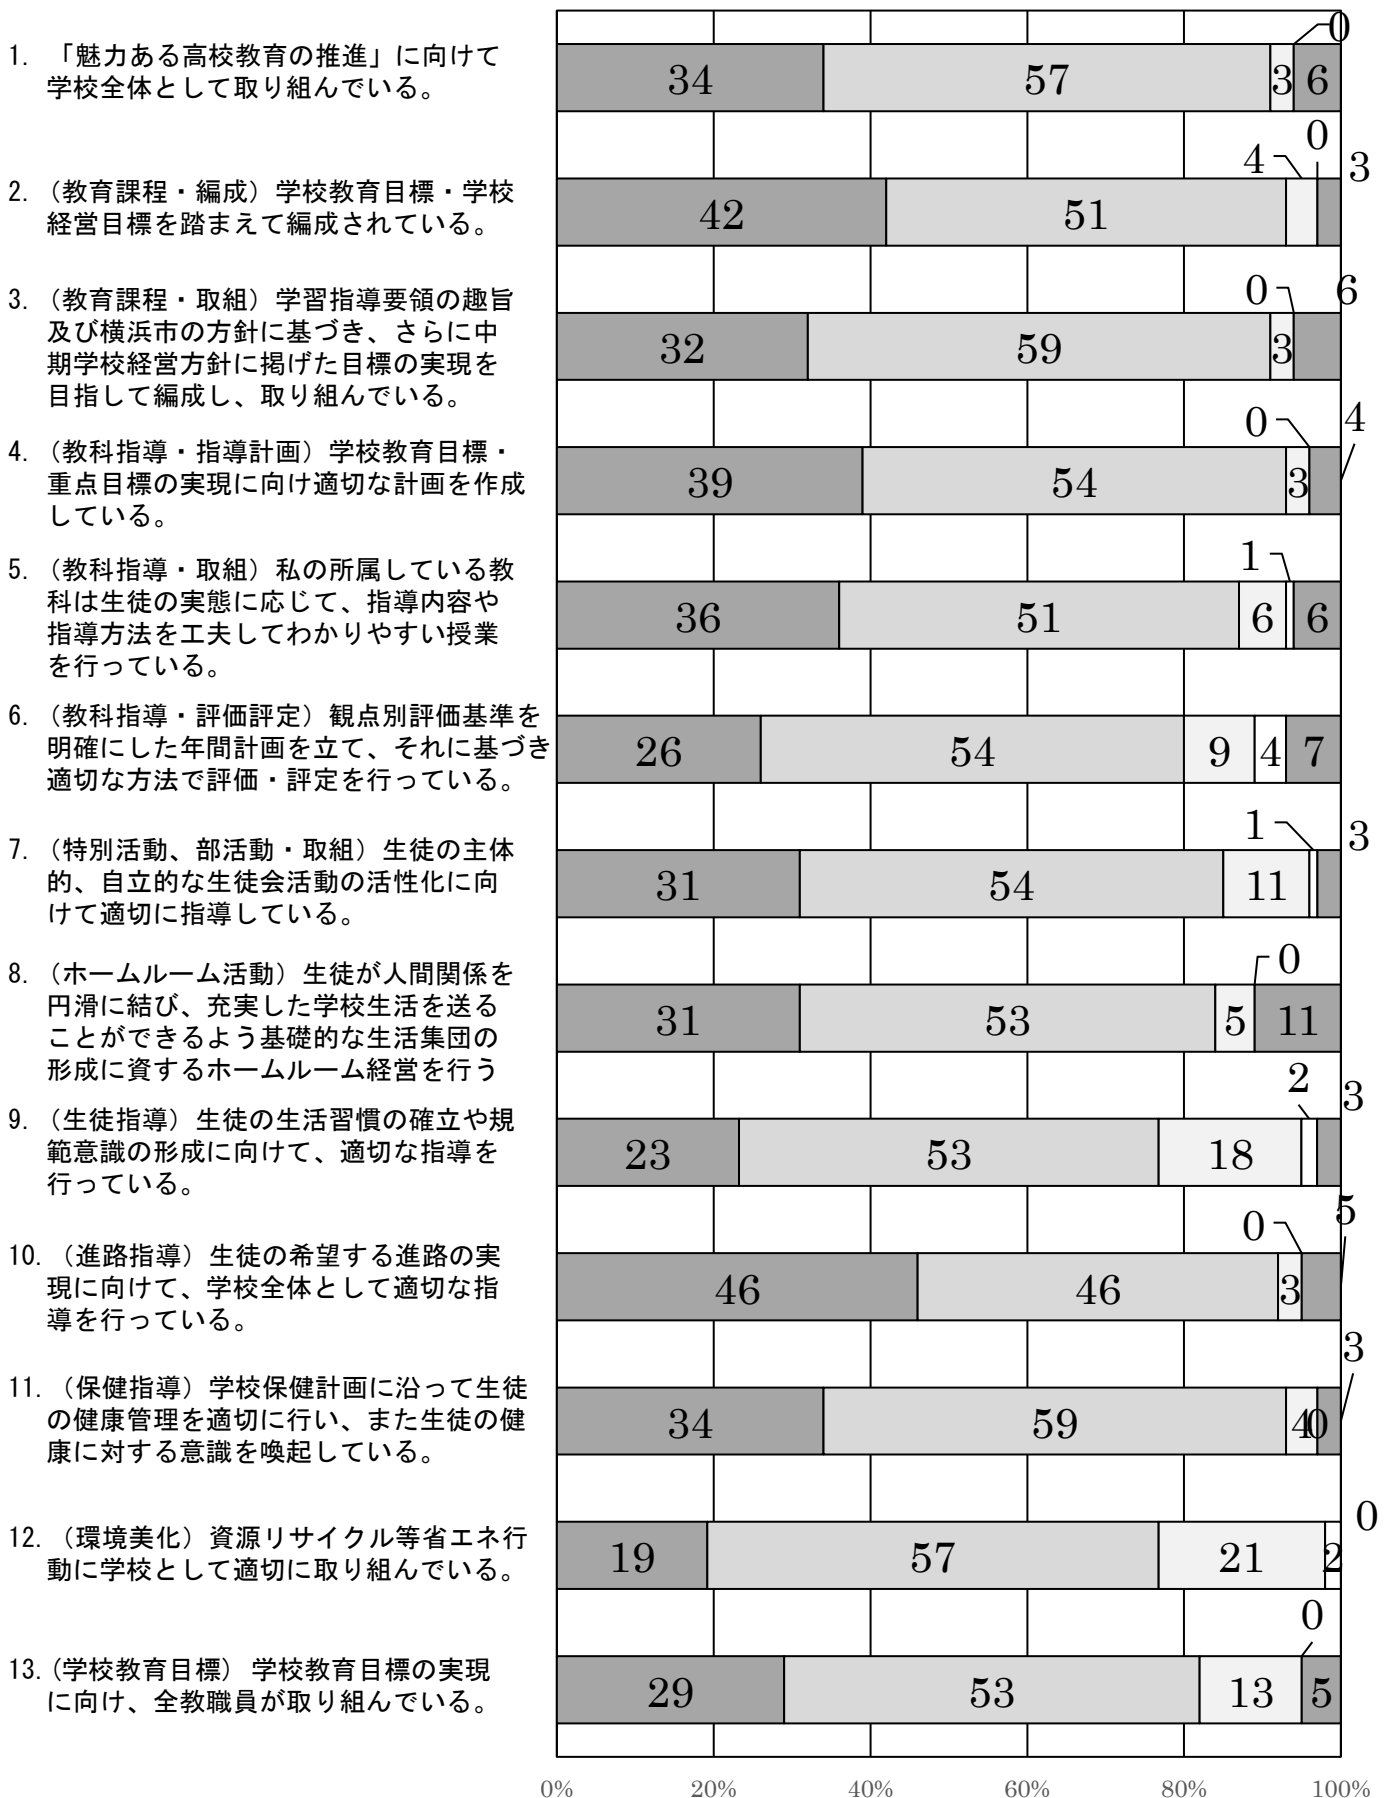 1. 「魅力ある高校教育の推進」に向けて
学校全体として取り組んでいる。
0
34 57 3 6
2. （教育課程・編成）学校教育目標・学校
経営目標を踏まえて編成されている。
4 0 3
42 51
3. （教育課程・取組）学習指導要領の趣旨
及び横浜市の方針に基づき、さらに中
期学校経営方針に掲げた目標の実現を
目指して編成し、取り組んでいる。
0 6
32 59 3
4. （教科指導・指導計画）学校教育目標・
重点目標の実現に向け適切な計画を作成
している。
0 4
39 54 3
5. （教科指導・取組）私の所属している教
科は生徒の実態に応じて、指導内容や
指導方法を工夫してわかりやすい授業
を行っている。
1
36 51 6 6
6. （教科指導・評価評定）観点別評価基準を
明確にした年間計画を立て、それに基づき
適切な方法で評価・評定を行っている。
26 54 9 4 7
7. （特別活動、部活動・取組）生徒の主体
的、自立的な生徒会活動の活性化に向
けて適切に指導している。
1 3
31 54 11
8. （ホームルーム活動）生徒が人間関係を
円滑に結び、充実した学校生活を送る
ことができるよう基礎的な生活集団の
形成に資するホームルーム経営を行う
0
31 53 5 11
9. （生徒指導）生徒の生活習慣の確立や規
範意識の形成に向けて、適切な指導を
行っている。
2 3
23 53 18
10. （進路指導）生徒の希望する進路の実
現に向けて、学校全体として適切な指
導を行っている。
0 5
46 46 3
11. （保健指導）学校保健計画に沿って生徒
の健康管理を適切に行い、また生徒の健
康に対する意識を喚起している。
3
34 59 4 0
12. （環境美化）資源リサイクル等省エネ行
動に学校として適切に取り組んでいる。
0
19 57 21 2
13. (学校教育目標） 学校教育目標の実現
に向け、全教職員が取り組んでいる。
0
29 53 13 5
0% 20% 40% 60% 80% 100%